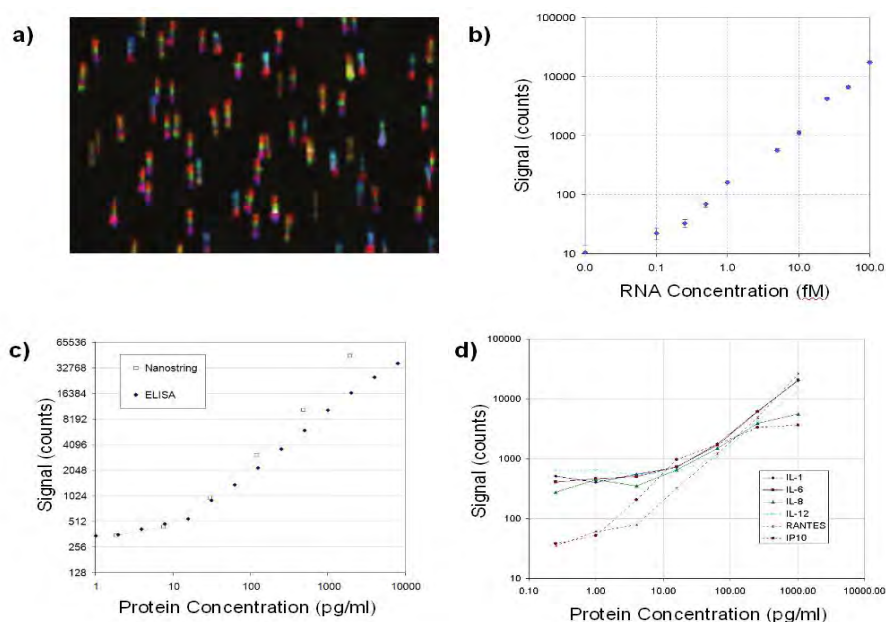 a)
b)
Signal (counts)
100000
10000
1000
100
10
0.0 0.1 1.0 10.0 100.0
RNA Concentration (fM)
c)
Signal (counts)
65536
32768
16384
8192
4096
2048
1024
512
256
128
Nanostring
ELISA
1 10 100 1000 10000
Protein Concentration (pg/ml)
d)
Signal (counts)
100000
10000
1000
100
10
IL-1
IL-6
IL-8
IL-12
RANTES
IP10
0.10 1.00 10.00 100.00 1000.00 10000.00
Protein Concentration (pg/ml)